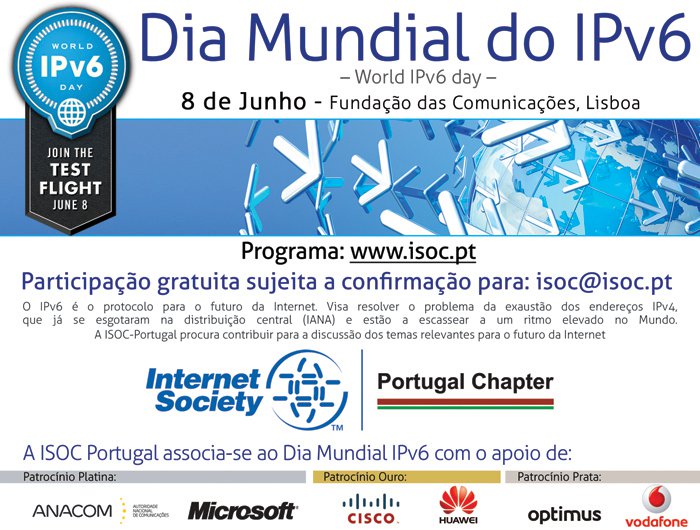 WORLD
IPv6
DAY
JOIN THE
TEST
FLIGHT
JUNE 8
Dia Mundial do IPv6
– World IPv6 day –
8 de Junho - Fundação das Comunicações, Lisboa
Programa: www.isoc.pt
Participação gratuita sujeita a confirmação para: isoc@isoc.pt
O IPv6 é o protocolo para o futuro da Internet. Visa resolver o problema da exaustão dos endereços IPv4,
que já se esgotaram na distribuição central (IANA) e estão a escassear a um ritmo elevado no Mundo.
A ISOC-Portugal procura contribuir para a discussão dos temas relevantes para o futuro da Internet
Internet
Society
TM
Portugal Chapter
A ISOC Portugal associa-se ao Dia Mundial IPv6 com o apoio de:
Patrocínio Platina: Patrocínio Ouro: Patrocínio Prata:
ANACOM
AUTORIDADE
NACIONAL
DE COMUNICAÇÕES
Microsoft®
CISCO™
HUAWEI
optimus
vodafone